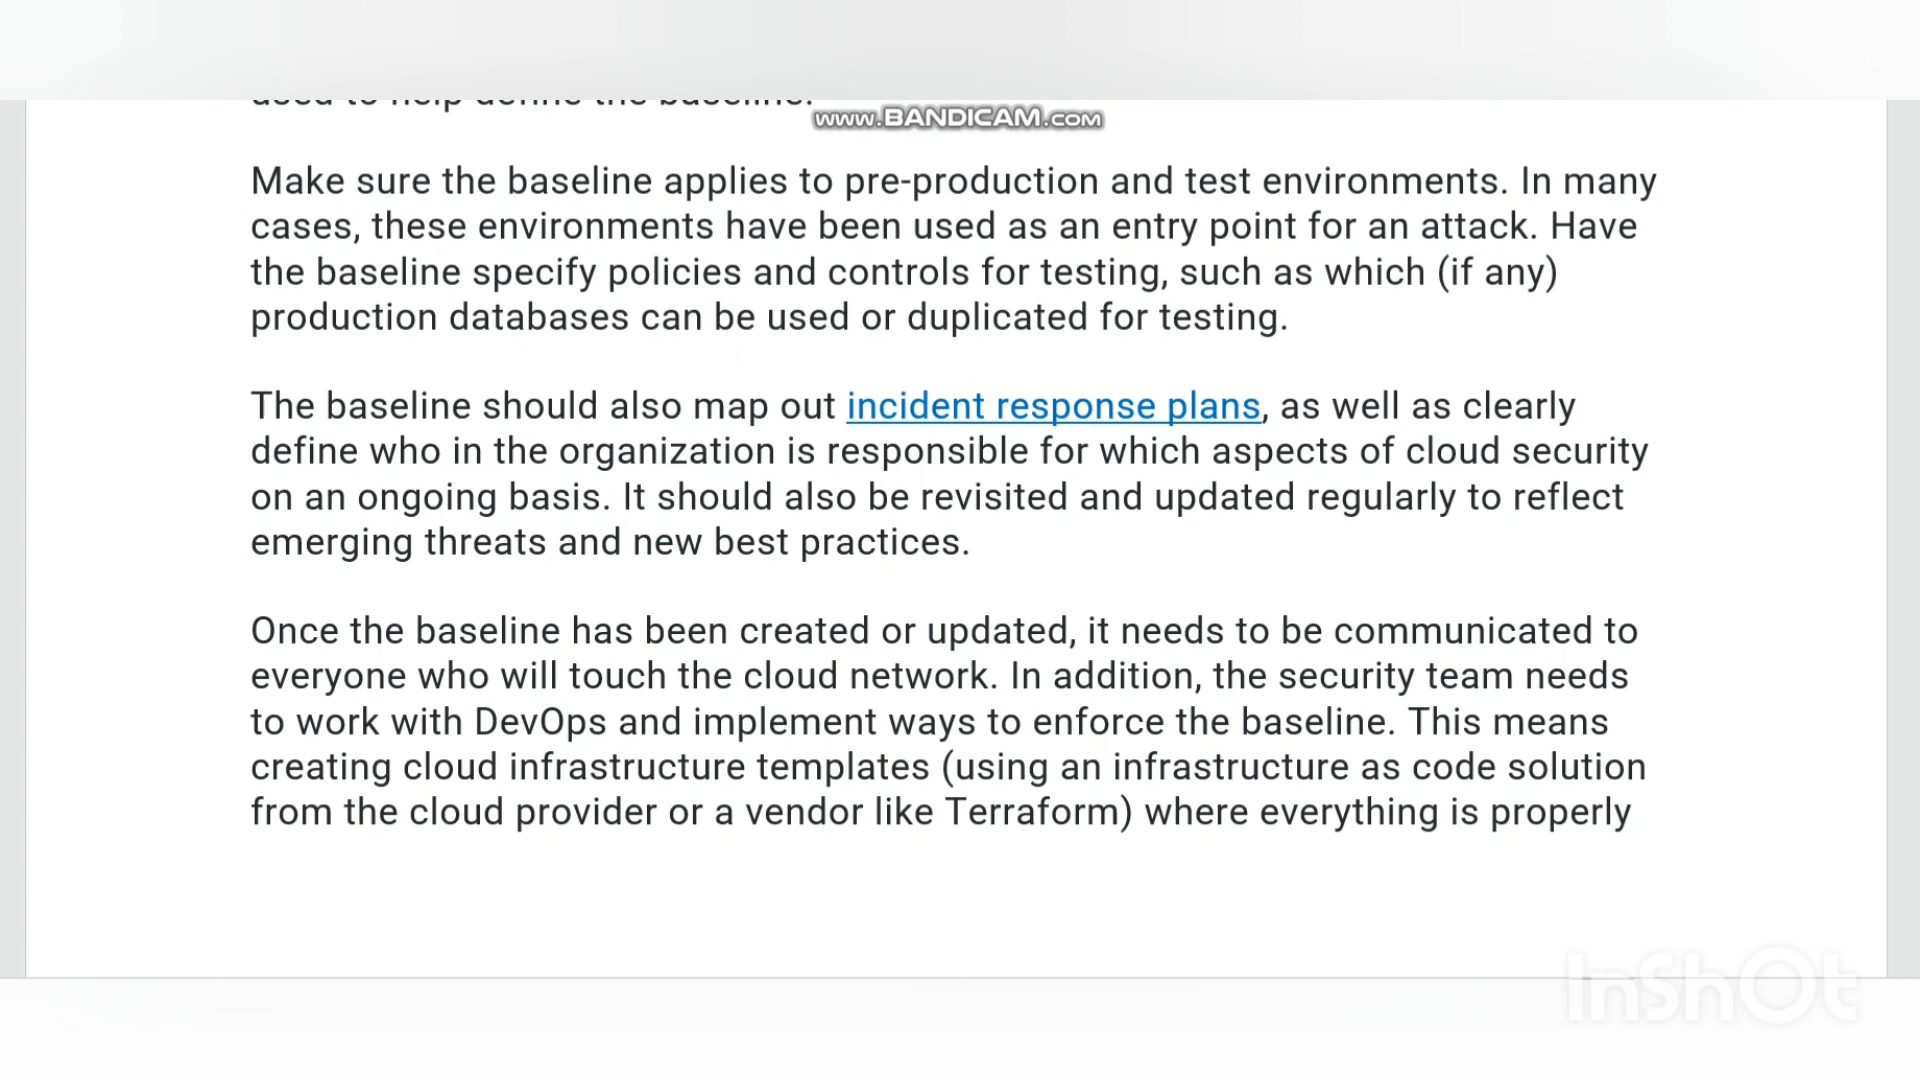 used to help define the baseline.
www.BANDICAM.com
Make sure the baseline applies to pre-production and test environments. In many
cases, these environments have been used as an entry point for an attack. Have
the baseline specify policies and controls for testing, such as which (if any)
production databases can be used or duplicated for testing.
The baseline should also map out incident response plans, as well as clearly
define who in the organization is responsible for which aspects of cloud security
on an ongoing basis. It should also be revisited and updated regularly to reflect
emerging threats and new best practices.
Once the baseline has been created or updated, it needs to be communicated to
everyone who will touch the cloud network. In addition, the security team needs
to work with DevOps and implement ways to enforce the baseline. This means
creating cloud infrastructure templates (using an infrastructure as code solution
from the cloud provider or a vendor like Terraform) where everything is properly
InShOt